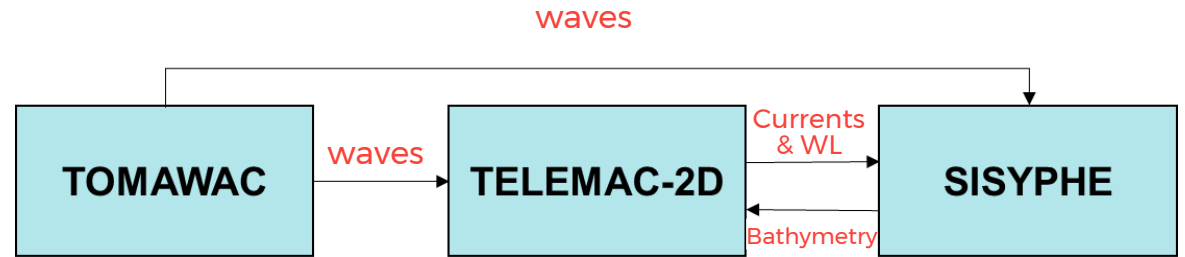 waves
TOMAWAC
waves
TELEMAC-2D
Currents
& WL
Bathymetry
SISYPHE